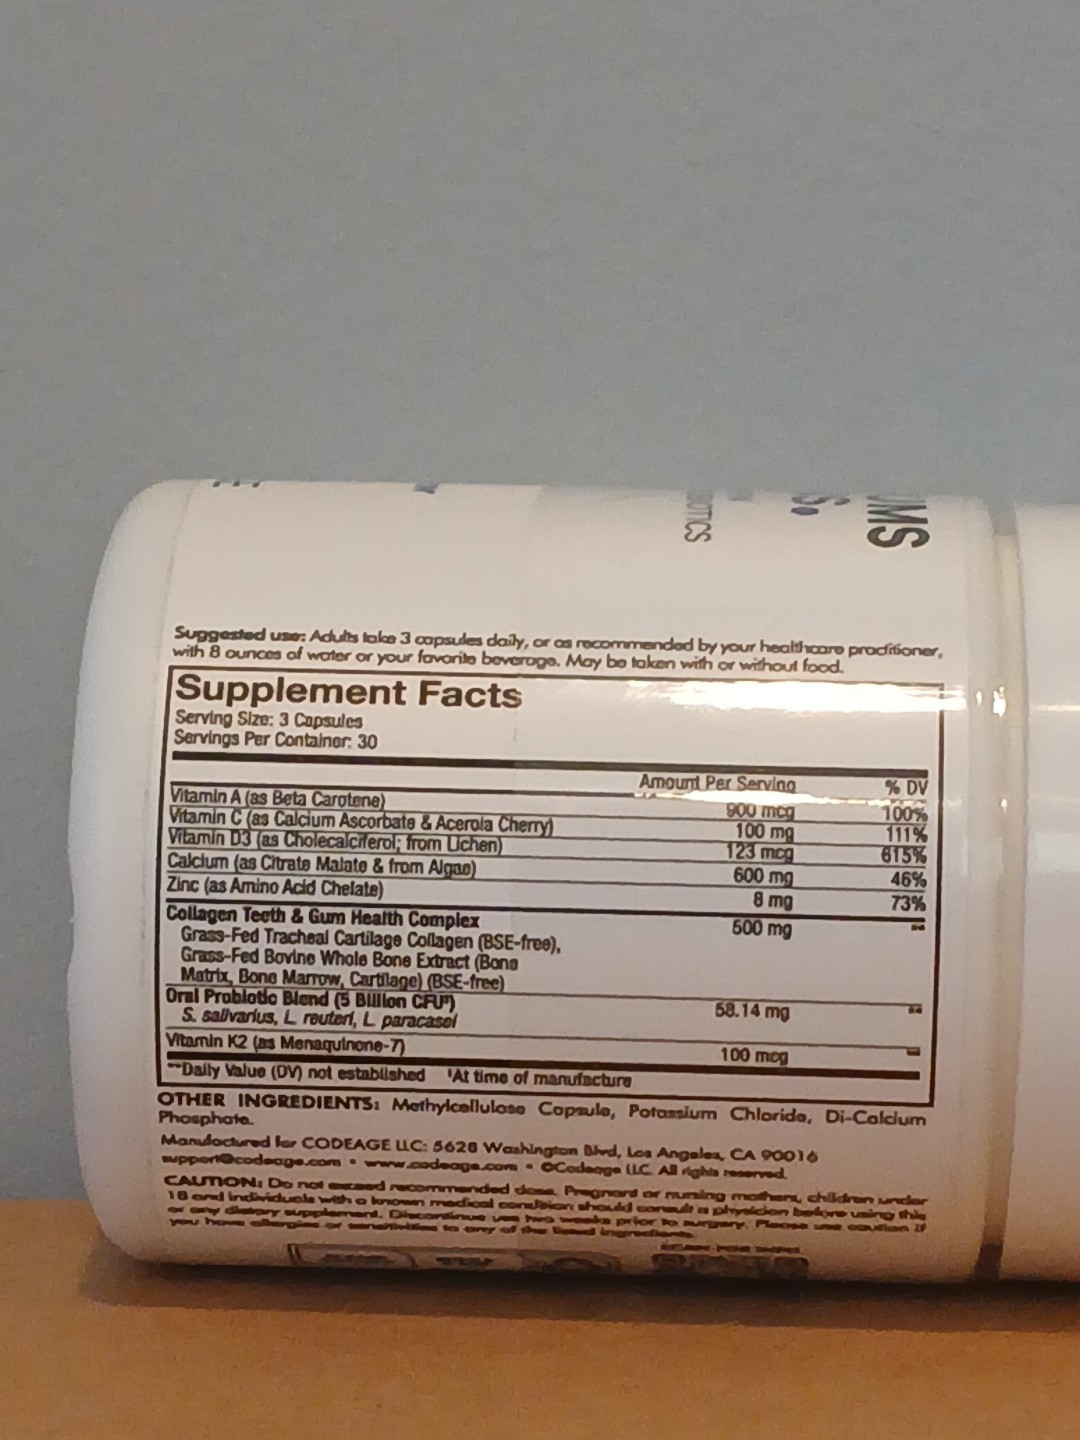 UMS
S
OTICS
Suggested use: Adults take 3 capsules daily, or as recommended by your healthcare practitioner,
with 8 ounces of water or your favorite beverage. May be taken with or without food.
Supplement Facts
Serving Size: 3 Capsules
Servings Per Container: 30
Amount Per Serving % DV
Vitamin A (as Beta Carotene) 900 mcg 100%
Vitamin C (as Calcium Ascorbate & Acerola Cherry) 100 mg 111%
Vitamin D3 (as Cholecalciferol; from Lichen) 123 mcg 615%
Calcium (as Citrate Malate & from Algae) 600 mg 46%
Zinc (as Amino Acid Chelate) 8 mg 73%
Collagen Teeth & Gum Health Complex 500 mg **
Grass-Fed Tracheal Cartilage Collagen (BSE-free),
Grass-Fed Bovine Whole Bone Extract (Bone
Matrix, Bone Marrow, Cartilage) (BSE-free)
Oral Probiotic Blend (5 Billion CFU†) 58.14 mg **
S. salivarius, L. reuteri, L. paracasei
Vitamin K2 (as Menaquinone-7) 100 mcg **
**Daily Value (DV) not established †At time of manufacture
OTHER INGREDIENTS: Methylcellulose Capsule, Potassium Chloride, Di-Calcium
Phosphate.
Manufactured for CODEAGE LLC: 5628 Washington Blvd, Los Angeles, CA 90016
support@codeage.com • www.codeage.com • ©Codeage LLC. All rights reserved.
CAUTION: Do not exceed recommended dose. Pregnant or nursing mothers, children under
18 and individuals with a known medical condition should consult a physician before using this
or any dietary supplement. Discontinue use two weeks prior to surgery. Please use caution if
you have allergies or sensitivities to any of the listed ingredients.